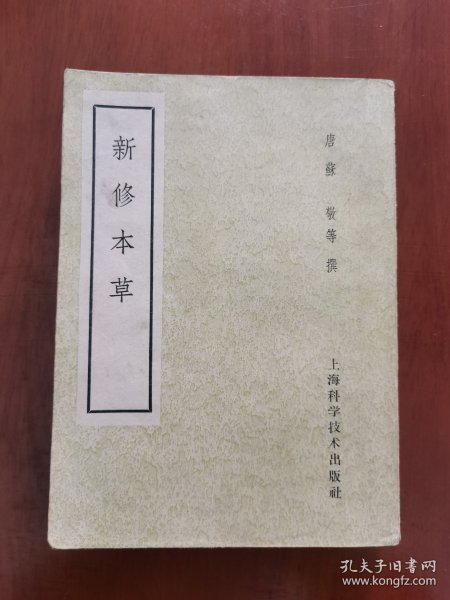 新修本草
唐 蘇 敬等 撰
上海科学技术出版社
孔夫子旧书网
www.kongfz.com